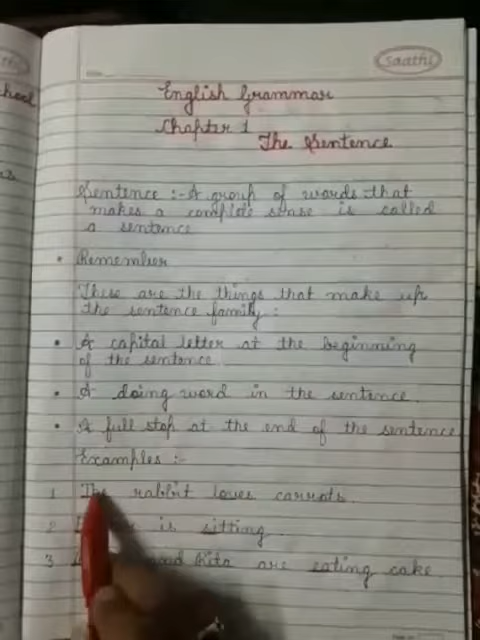 Saathi
English Grammar
Chapter 1
The Sentence
Sentence :- A group of words that
makes a complete sense is called
a sentence
• Remember
These are the things that make up
the sentence family :
• A capital letter at the beginning
of the sentence
• A doing word in the sentence
• A full stop at the end of the sentence
Examples :-
1 The rabbit loves carrots
2 is sitting
3 and Rita are eating cake